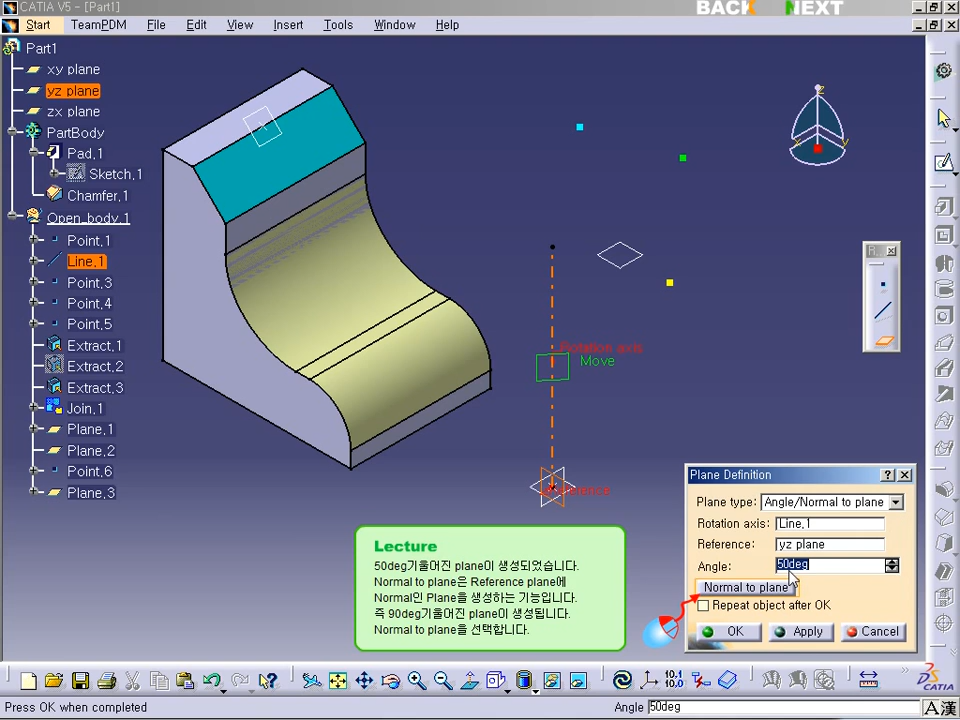 CATIA V5 - [Part1]
BACK NEXT
Start TeamPDM File Edit View Insert Tools Window Help
Part1
xy plane
yz plane
zx plane
PartBody
Pad,1
Sketch,1
Chamfer,1
Open_body,1
Point,1
Line,1
Point,3
Point,4
Point,5
Extract,1
Extract,2
Extract,3
Join,1
Plane,1
Plane,2
Point,6
Plane,3
z
x y
Rotation axis
Move
Reference
Plane Definition
Plane type: Angle/Normal to plane
Rotation axis: Line,1
Reference: yz plane
Angle: 50deg
Normal to plane
Repeat object after OK
OK Apply Cancel
Lecture
50deg기울어진 plane이 생성되었습니다.
Normal to plane은 Reference plane에
Normal인 Plane을 생성하는 기능입니다.
즉 90deg기울어진 plane이 생성됩니다.
Normal to plane을 선택합니다.
10,1
10,0
CATIA
Press OK when completed
Angle 50deg
A漢